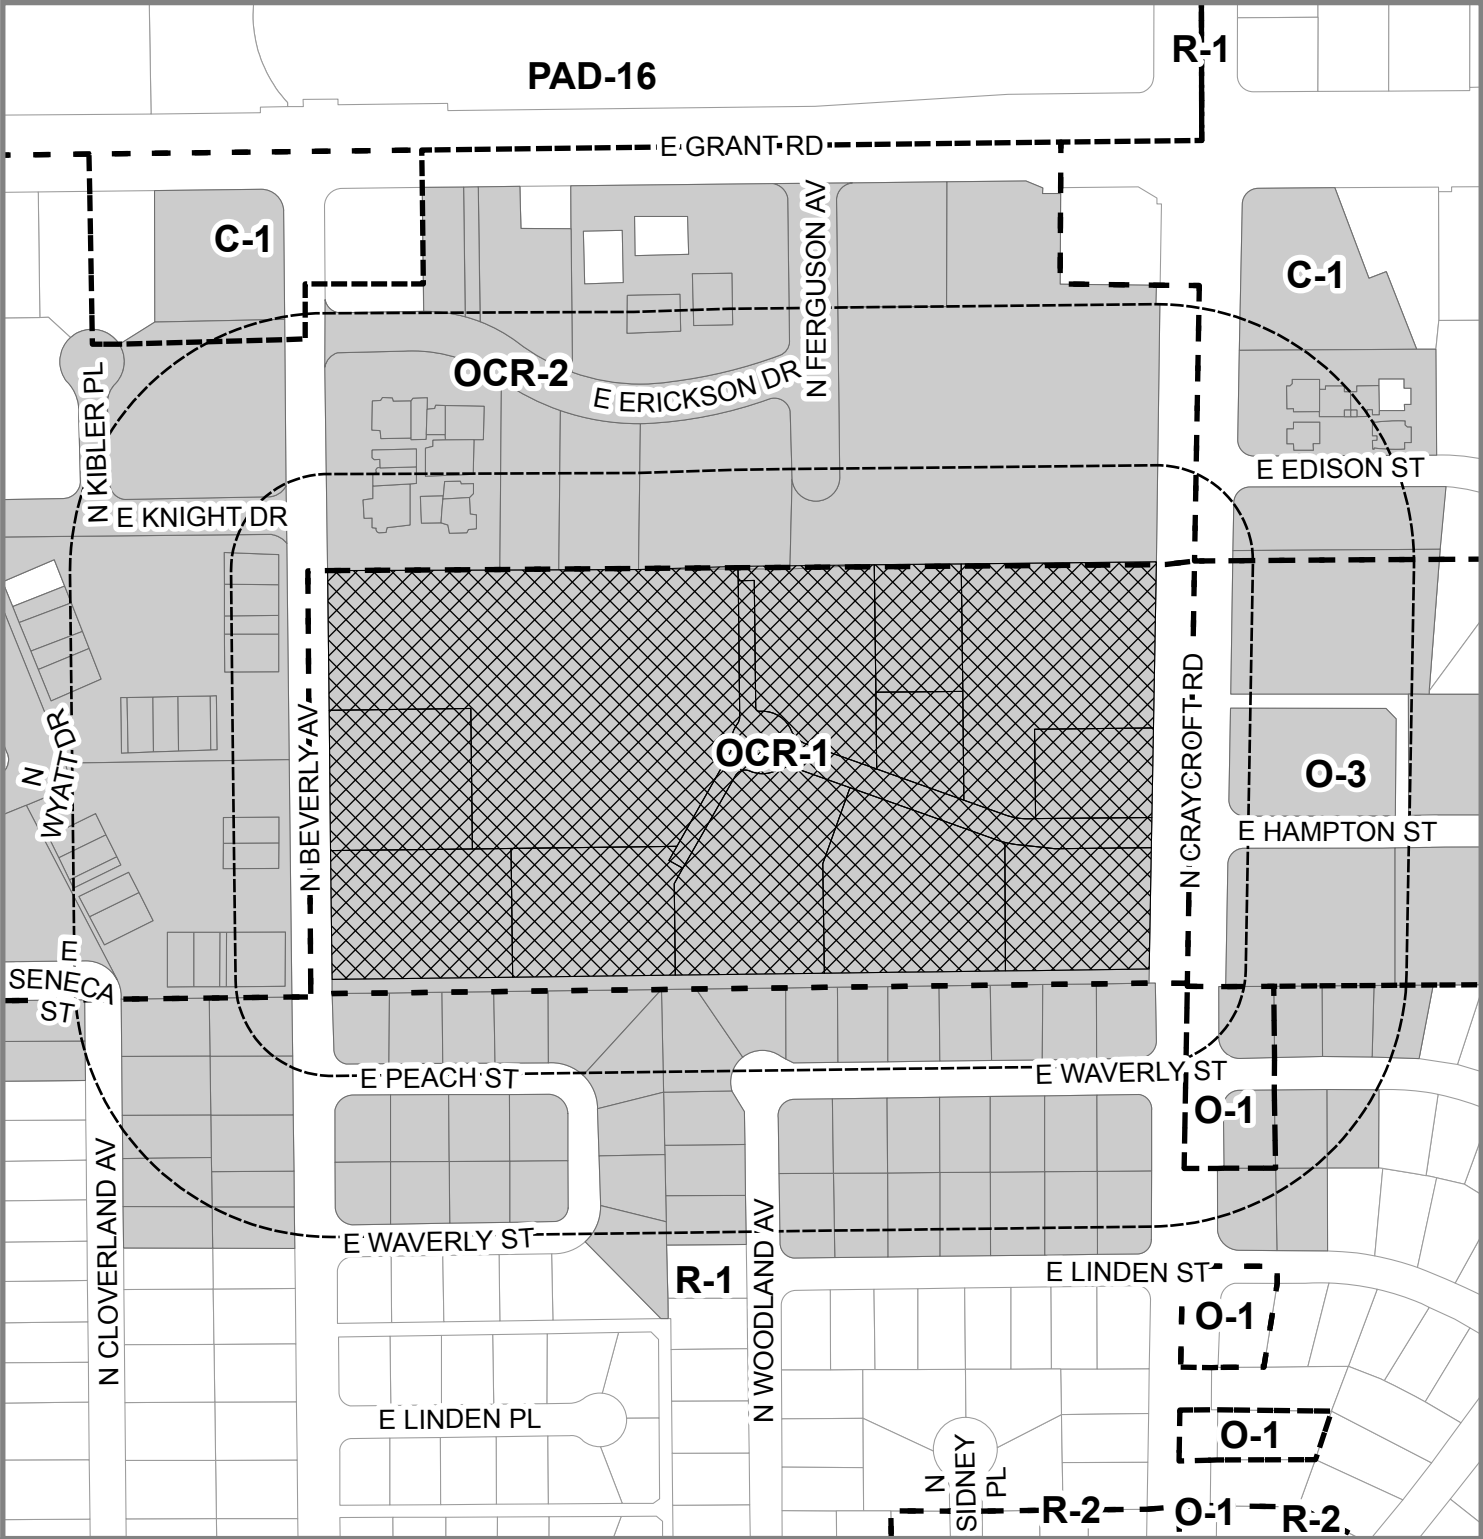 R-1
PAD-16
E GRANT RD
C-1
N FERGUSON AV
C-1
OCR-2
E ERICKSON DR
N KIBLER PL
E EDISON ST
E KNIGHT DR
N
WYATT DR
N BEVERLY AV
OCR-1
N CRAYCROFT RD
O-3
E HAMPTON ST
E
SENECA
ST
E PEACH ST
E WAVERLY ST
O-1
N CLOVERLAND AV
E WAVERLY ST
N WOODLAND AV
R-1
E LINDEN ST
O-1
E LINDEN PL
O-1
N
SIDNEY
PL
R-2
O-1
R-2